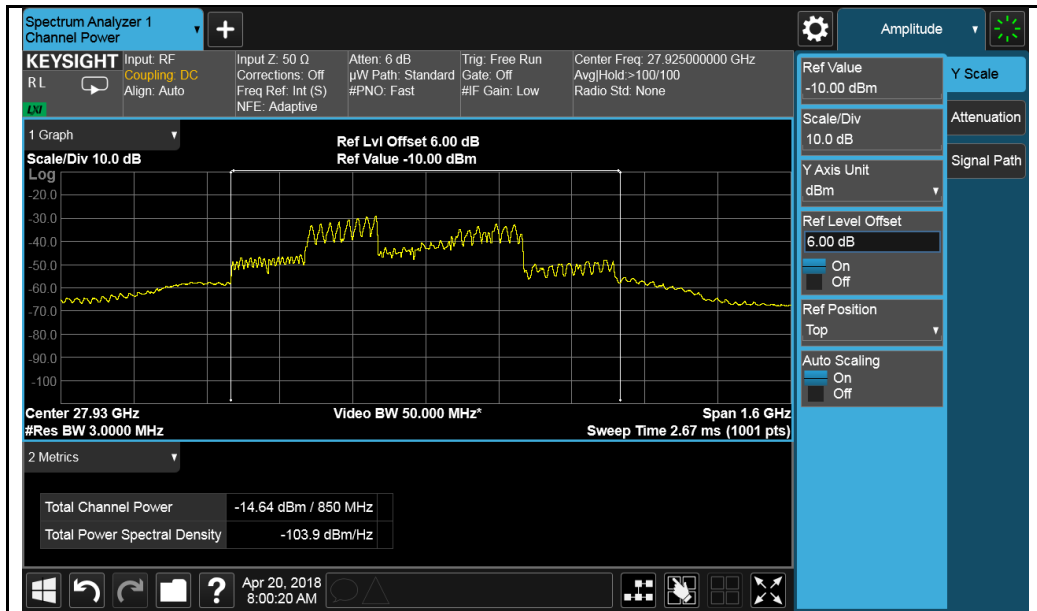 Spectrum Analyzer 1
Channel Power
+
Amplitude
KEYSIGHT
RL
LXI
Input: RF
Coupling: DC
Align: Auto
Input Z: 50 Ω
Corrections: Off
Freq Ref: Int (S)
NFE: Adaptive
Atten: 6 dB
µW Path: Standard
#PNO: Fast
Trig: Free Run
Gate: Off
#IF Gain: Low
Center Freq: 27.925000000 GHz
Avg|Hold:>100/100
Radio Std: None
1 Graph
Scale/Div 10.0 dB
Ref Lvl Offset 6.00 dB
Ref Value -10.00 dBm
Log
-20.0
-30.0
-40.0
-50.0
-60.0
-70.0
-80.0
-90.0
-100
Center 27.93 GHz
#Res BW 3.0000 MHz
Video BW 50.000 MHz*
Span 1.6 GHz
Sweep Time 2.67 ms (1001 pts)
2 Metrics
Total Channel Power -14.64 dBm / 850 MHz
Total Power Spectral Density -103.9 dBm/Hz
?
Apr 20, 2018
8:00:20 AM
Ref Value
-10.00 dBm
Scale/Div
10.0 dB
Y Axis Unit
dBm
Ref Level Offset
6.00 dB
On
Off
Ref Position
Top
Auto Scaling
On
Off
Y Scale
Attenuation
Signal Path